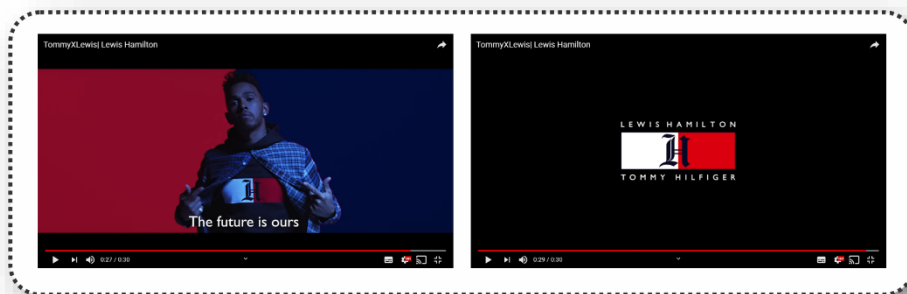 TommyXLewis| Lewis Hamilton
The future is ours
0:27 / 0:30
TommyXLewis| Lewis Hamilton
LEWIS HAMILTON
H
TOMMY HILFIGER
0:29 / 0:30